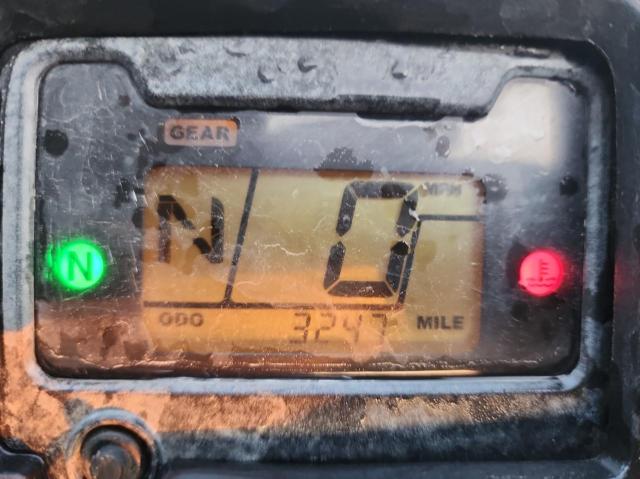 GEAR
N 0 MPH
N
ODO 3247 MILE